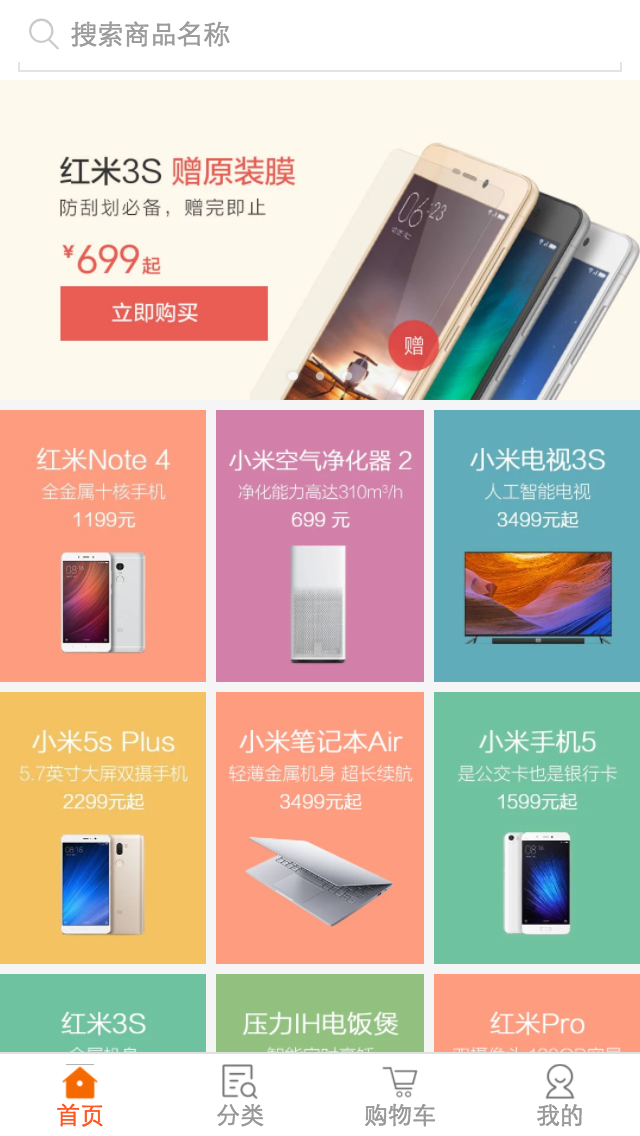 搜索商品名称
红米3S 赠原装膜
防刮划必备，赠完即止
¥699起
立即购买
赠
红米Note 4
全金属十核手机
1199元
小米空气净化器 2
净化能力高达310m³/h
699 元
小米电视3S
人工智能电视
3499元起
小米5s Plus
5.7英寸大屏双摄手机
2299元起
小米笔记本Air
轻薄金属机身 超长续航
3499元起
小米手机5
是公交卡也是银行卡
1599元起
红米3S
压力IH电饭煲
红米Pro
首页
分类
购物车
我的